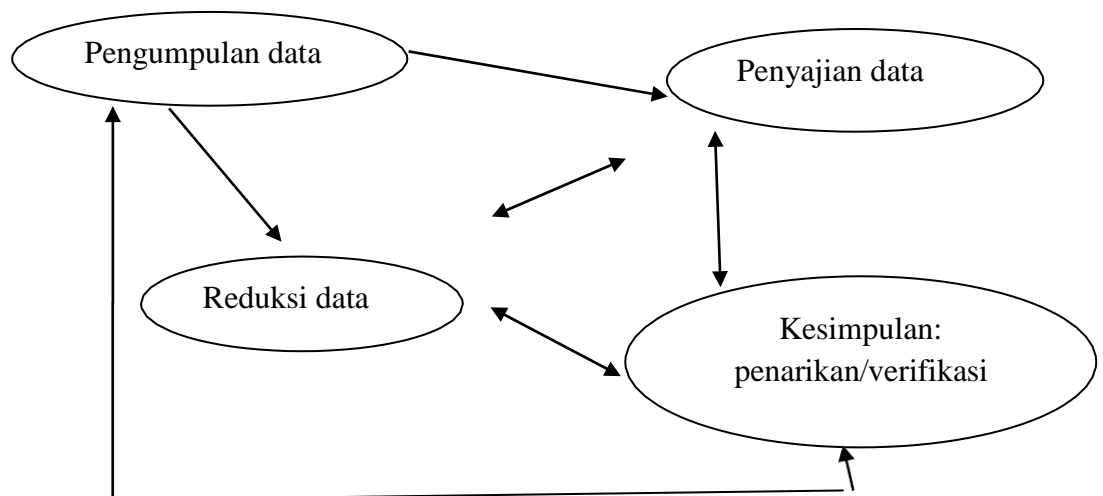 Pengumpulan data
Penyajian data
Reduksi data
Kesimpulan:
penarikan/verifikasi